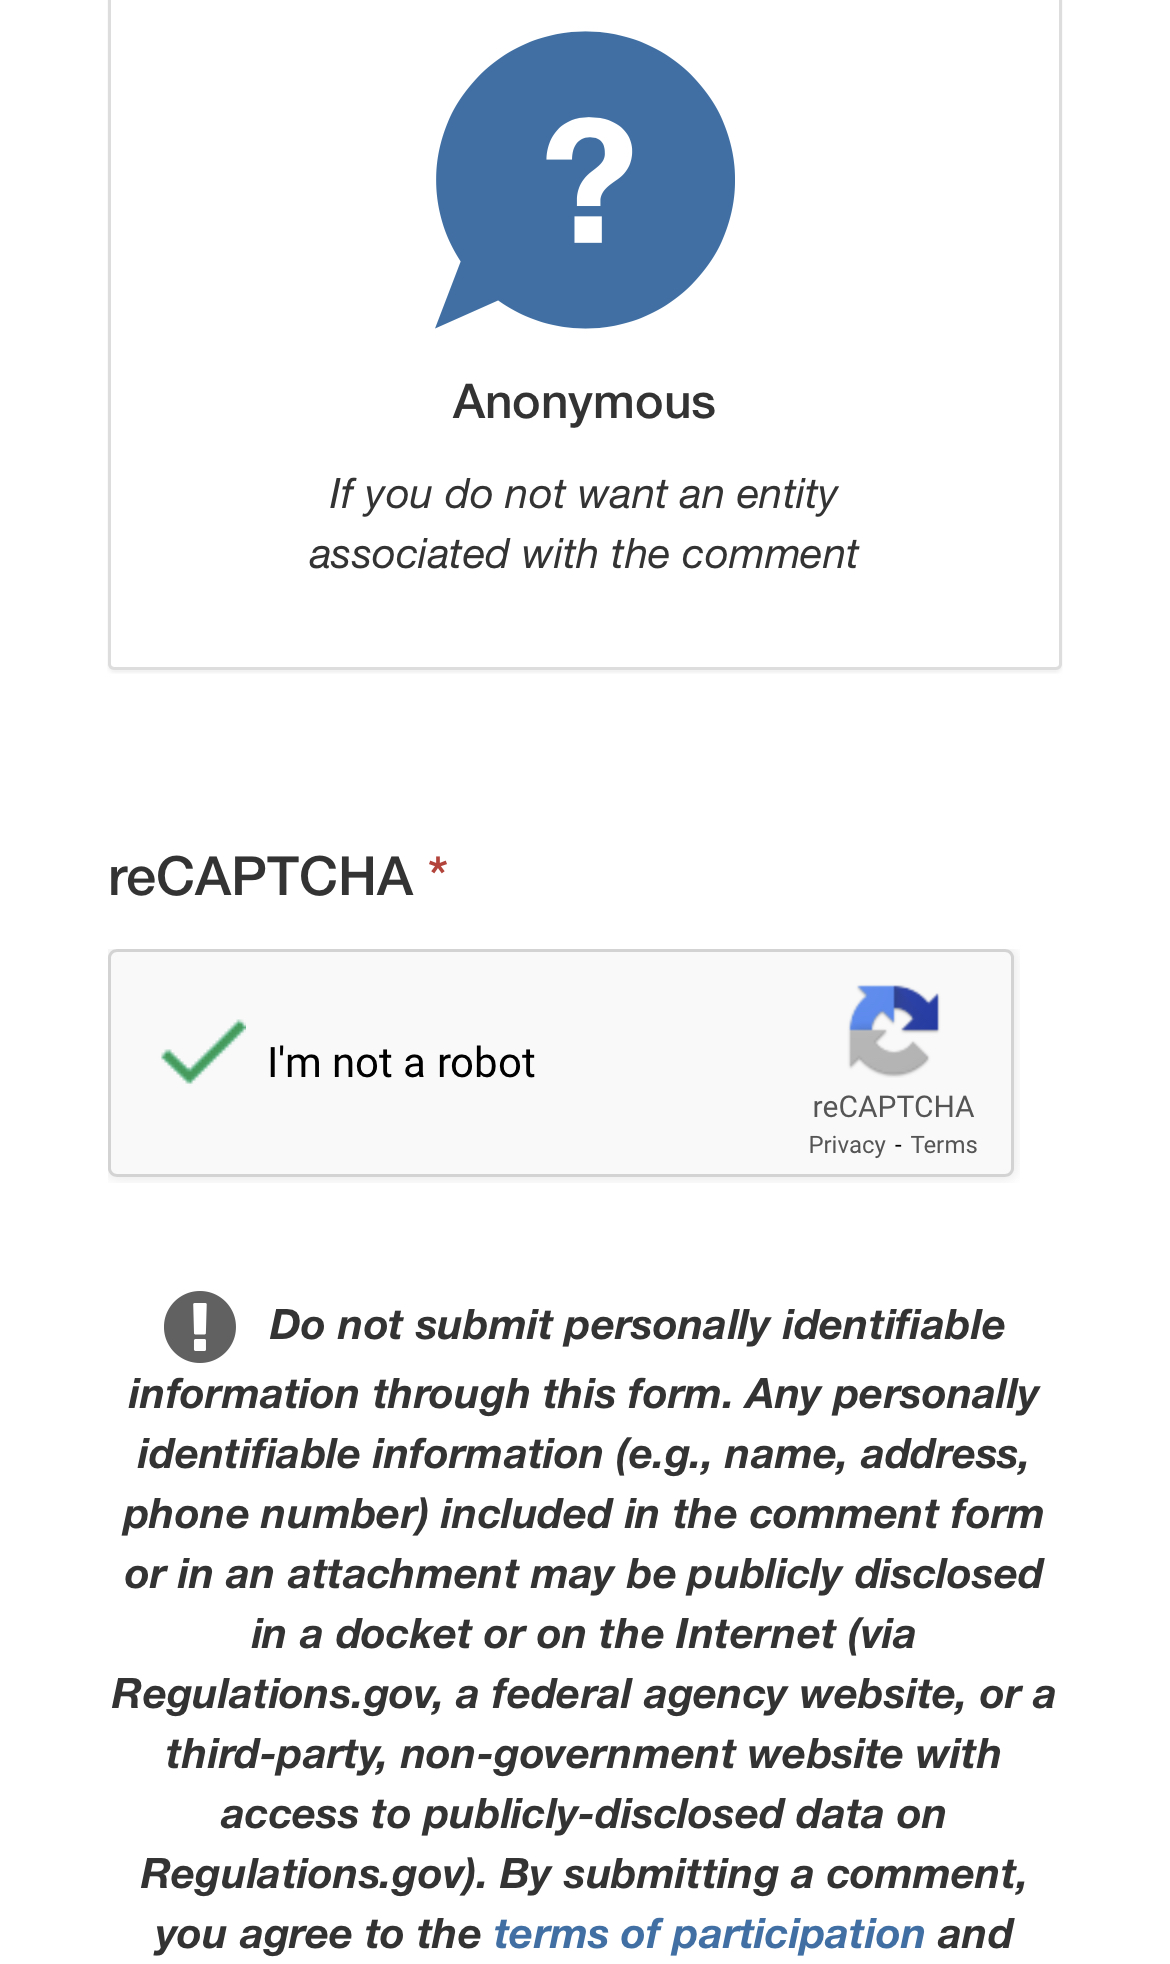 ?
Anonymous
If you do not want an entity
associated with the comment
reCAPTCHA *
I'm not a robot
reCAPTCHA
Privacy - Terms
! Do not submit personally identifiable
information through this form. Any personally
identifiable information (e.g., name, address,
phone number) included in the comment form
or in an attachment may be publicly disclosed
in a docket or on the Internet (via
Regulations.gov, a federal agency website, or a
third-party, non-government website with
access to publicly-disclosed data on
Regulations.gov). By submitting a comment,
you agree to the terms of participation and